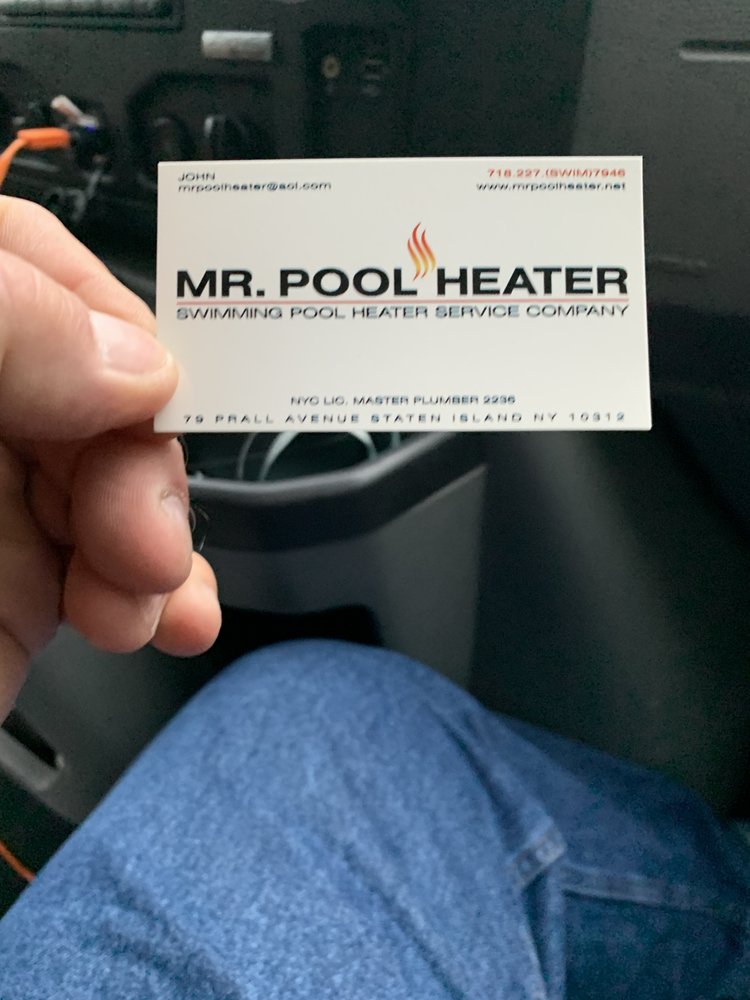 JOHN
mrpoolheater@aol.com
718.227.(SWIM)7946
www.mrpoolheater.net
MR. POOL HEATER
SWIMMING POOL HEATER SERVICE COMPANY
NYC LIC. MASTER PLUMBER 2236
79 PRALL AVENUE STATEN ISLAND NY 10312